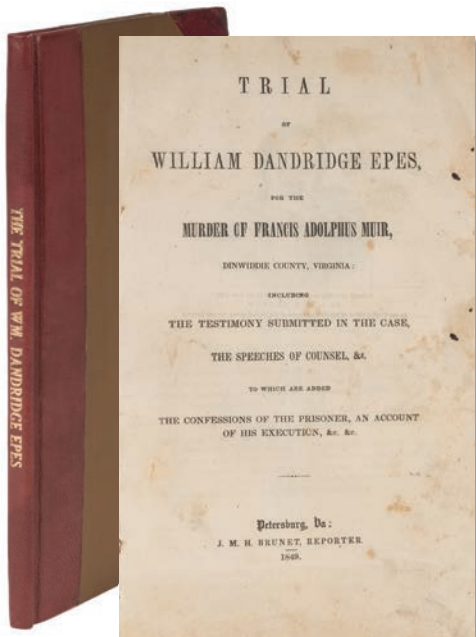 THE TRIAL OF WM. DANDRIDGE EPES
TRIAL
OF
WILLIAM DANDRIDGE EPES,
FOR THE
MURDER OF FRANCIS ADOLPHUS MUIR,
DINWIDDIE COUNTY, VIRGINIA:
INCLUDING
THE TESTIMONY SUBMITTED IN THE CASE,
THE SPEECHES OF COUNSEL, &c.
TO WHICH ARE ADDED
THE CONFESSIONS OF THE PRISONER, AN ACCOUNT
OF HIS EXECUTION, &c. &c.
Petersburg, Va:
J. M. H. BRUNET, REPORTER.
1849.